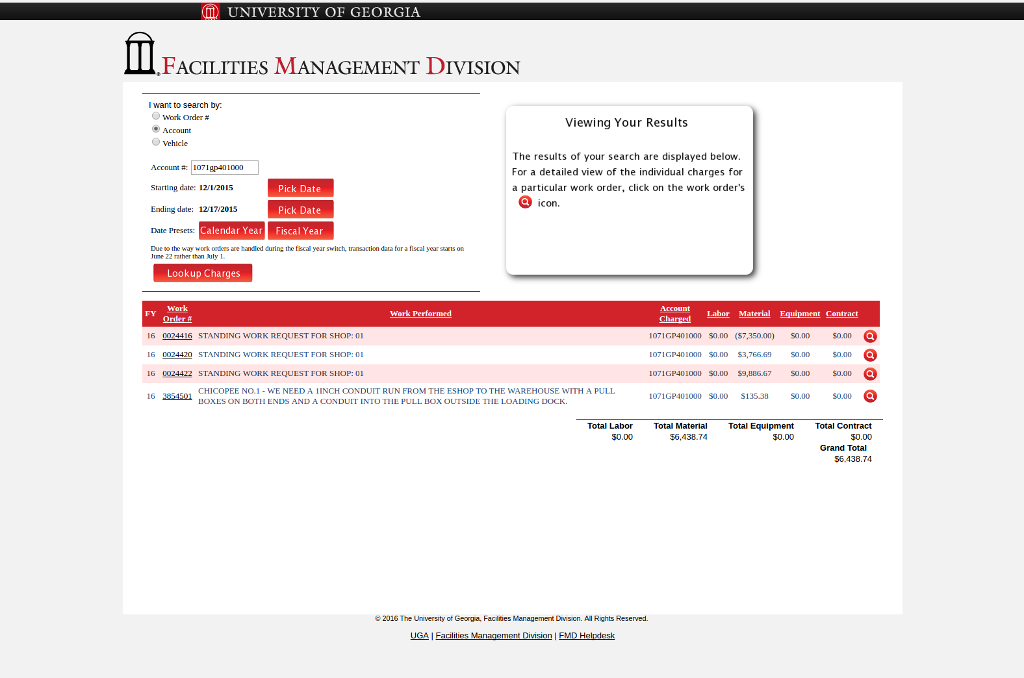 UNIVERSITY OF GEORGIA
FACILITIES MANAGEMENT DIVISION
I want to search by:
Work Order #
Account
Vehicle
Account #: 1071gp401000
Starting date: 12/1/2015 Pick Date
Ending date: 12/17/2015 Pick Date
Date Presets: Calendar Year Fiscal Year
Due to the way work orders are handled during the fiscal year switch, transaction data for a fiscal year starts on
June 22 rather than July 1.
Lookup Charges
Viewing Your Results
The results of your search are displayed below.
For a detailed view of the individual charges for
a particular work order, click on the work order's
icon.
FY Work Order # Work Performed Account Charged Labor Material Equipment Contract
16 0024416 STANDING WORK REQUEST FOR SHOP: 01 1071GP401000 $0.00 ($7,350.00) $0.00 $0.00
16 0024420 STANDING WORK REQUEST FOR SHOP: 01 1071GP401000 $0.00 $3,766.69 $0.00 $0.00
16 0024422 STANDING WORK REQUEST FOR SHOP: 01 1071GP401000 $0.00 $9,886.67 $0.00 $0.00
16 3854501 CHICOPEE NO.1 - WE NEED A 1INCH CONDUIT RUN FROM THE ESHOP TO THE WAREHOUSE WITH A PULL
BOXES ON BOTH ENDS AND A CONDUIT INTO THE PULL BOX OUTSIDE THE LOADING DOCK. 1071GP401000 $0.00 $135.38 $0.00 $0.00
Total Labor Total Material Total Equipment Total Contract
$0.00 $6,438.74 $0.00 $0.00
Grand Total
$6,438.74
© 2016 The University of Georgia, Facilities Management Division. All Rights Reserved.
UGA | Facilities Management Division | FMD Helpdesk